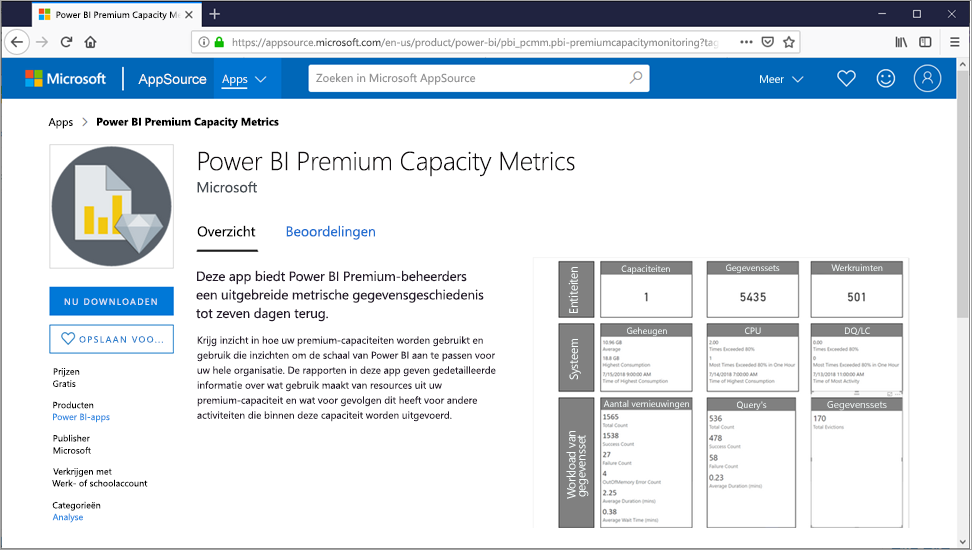 Power BI Premium Capacity M
https://appsource.microsoft.com/en-us/product/power-bi/pbi_pcmm.pbi-premiumcapacitymonitoring?tag
Microsoft
AppSource
Apps
Zoeken in Microsoft AppSource
Meer
Apps > Power BI Premium Capacity Metrics
Power BI Premium Capacity Metrics
Microsoft
Overzicht
Beoordelingen
NU DOWNLOADEN
OPSLAAN VOO...
Prijzen
Gratis
Producten
Power BI-apps
Publisher
Microsoft
Verkrijgen met
Werk- of schoolaccount
Categorieën
Analyse
Deze app biedt Power BI Premium-beheerders
een uitgebreide metrische gegevensgeschiedenis
tot zeven dagen terug.
Krijg inzicht in hoe uw premium-capaciteiten worden gebruikt en
gebruik die inzichten om de schaal van Power BI aan te passen voor
uw hele organisatie. De rapporten in deze app geven gedetailleerde
informatie over wat gebruik maakt van resources uit uw
premium-capaciteit en wat voor gevolgen dit heeft voor andere
activiteiten die binnen deze capaciteit worden uitgevoerd.
Entiteiten
Capaciteiten
1
Gegevenssets
5435
Werkruimten
501
Systeem
Geheugen
10.96 GB
Average
18.8 GB
Highest Consumption
7/15/2018 9:00:00 AM
Time of Highest Consumption
CPU
2.00
Times Exceeded 80%
1
Most Times Exceeded 80% in One Hour
7/14/2018 7:00:00 AM
Time of Highest Consumption
DQ/LC
0.00
Times Exceeded 80%
0
Most Times Exceeded 80% in One Hour
7/13/2018 11:00:00 AM
Time of Most Activity
Workload van
gegevensset
Aantal vernieuwingen
1565
Total Count
1538
Success Count
27
Failure Count
4
OutOfMemory Error Count
2.25
Average Duration (mins)
0.38
Average Wait Time (mins)
Query's
536
Total Count
478
Success Count
58
Failure Count
0.23
Average Duration (mins)
Gegevenssets
170
Total Evictions